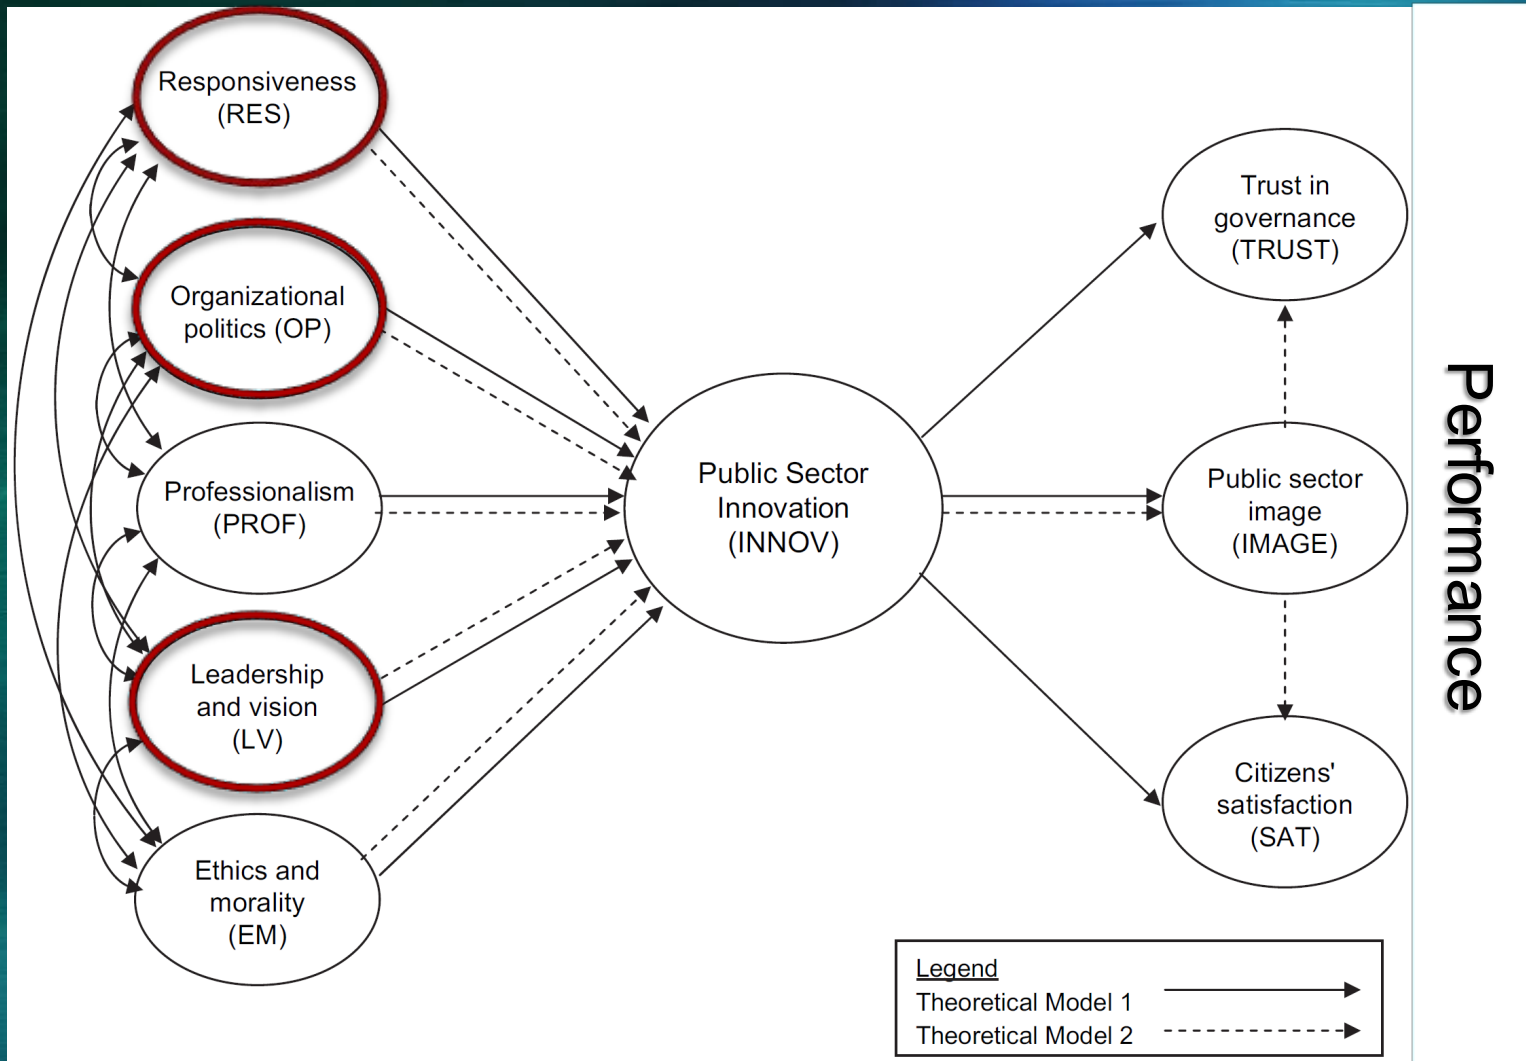 Responsiveness
(RES)
Organizational
politics (OP)
Professionalism
(PROF)
Leadership
and vision
(LV)
Ethics and
morality
(EM)
Public Sector
Innovation
(INNOV)
Trust in
governance
(TRUST)
Public sector
image
(IMAGE)
Citizens'
satisfaction
(SAT)
Performance
Legend
Theoretical Model 1
Theoretical Model 2